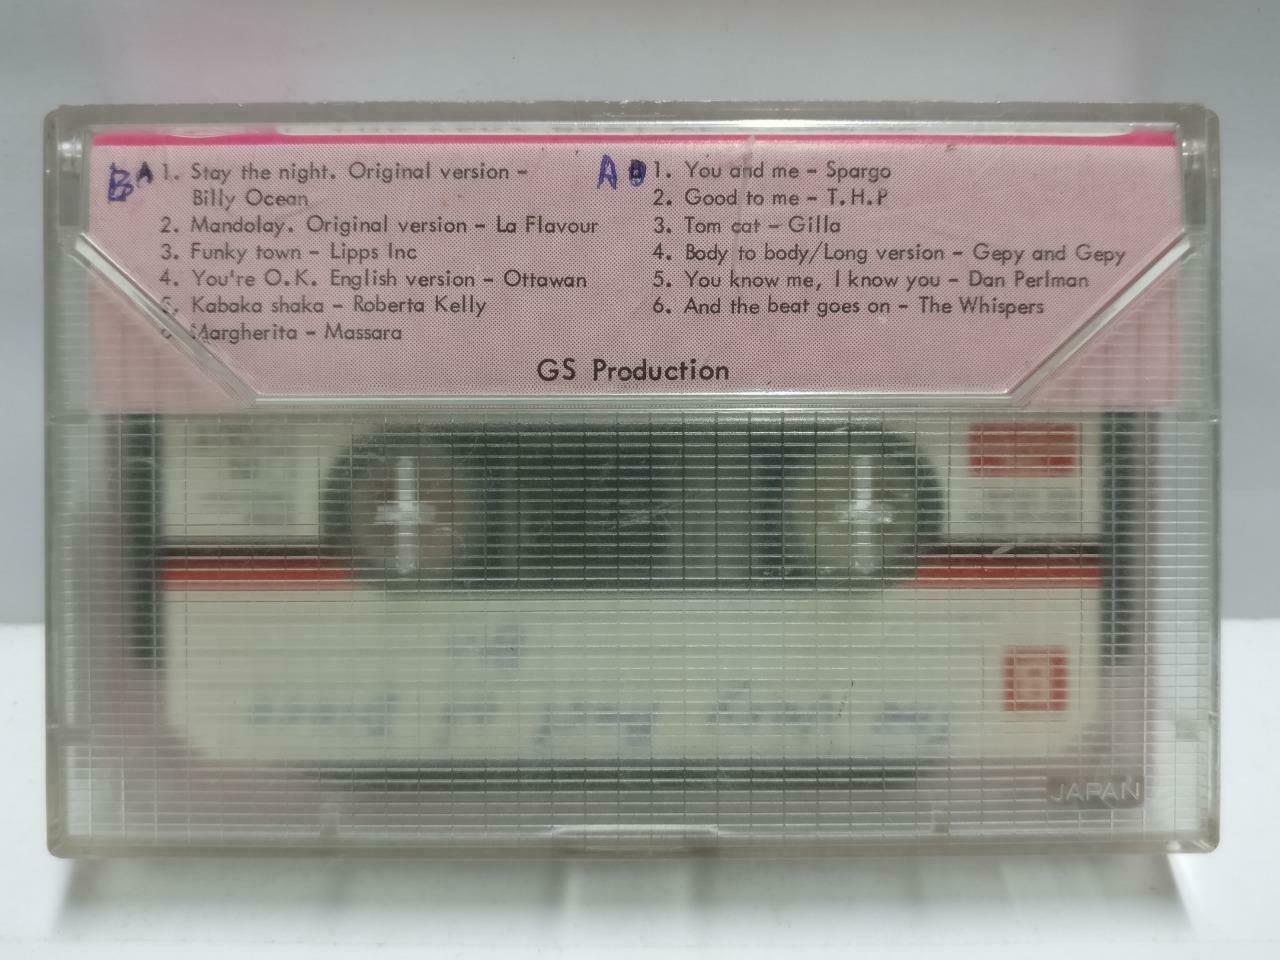 B A 1. Stay the night. Original version -
Billy Ocean
2. Mandolay. Original version - La Flavour
3. Funky town - Lipps Inc
4. You're O.K. English version - Ottawan
5. Kabaka shaka - Roberta Kelly
6. Margherita - Massara
A B 1. You and me - Spargo
2. Good to me - T.H.P
3. Tom cat - Gilla
4. Body to body/Long version - Gepy and Gepy
5. You know me, I know you - Dan Perlman
6. And the beat goes on - The Whispers
GS Production
JAPAN